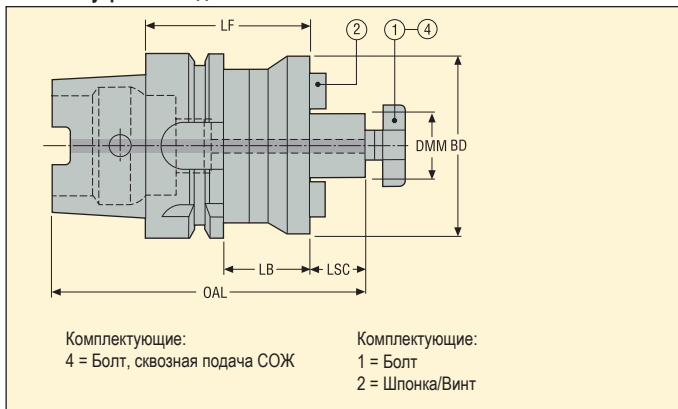 LF
2
1
4
DMM
BD
LB
LSC
OAL
Комплектующие:
4 = Болт, сквозная подача СОЖ
Комплектующие:
1 = Болт
2 = Шпонка/Винт